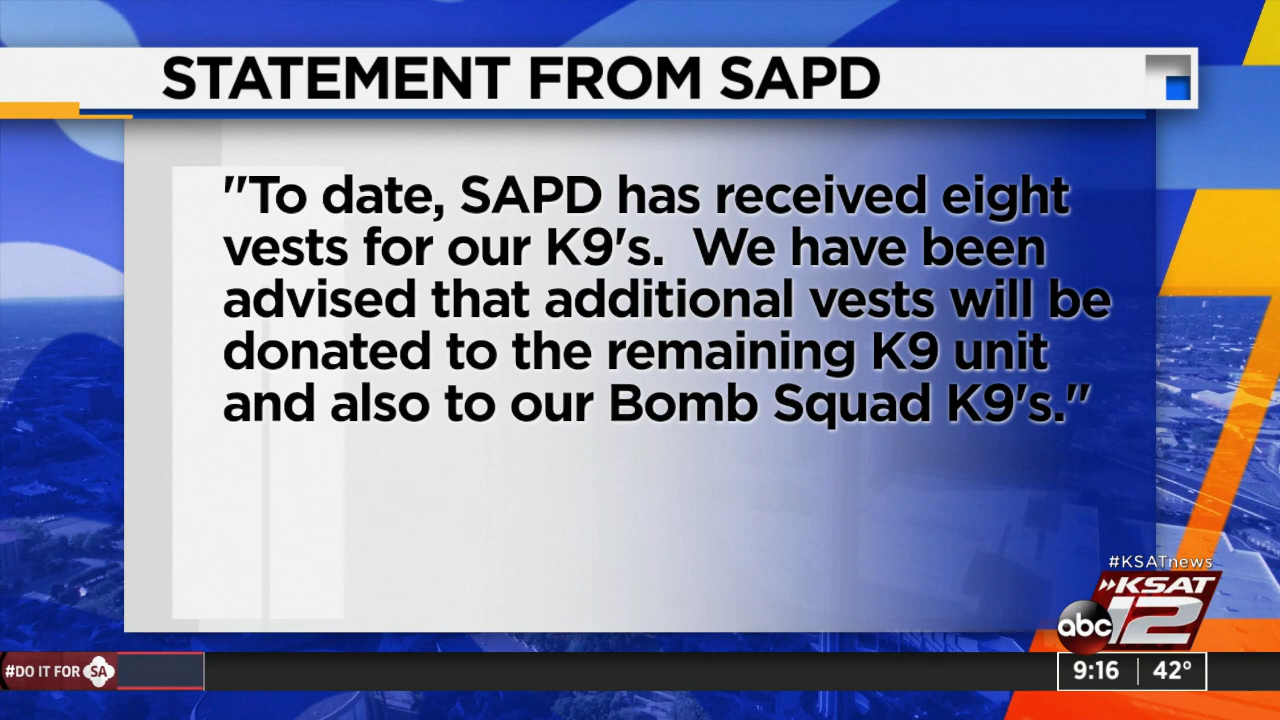 STATEMENT FROM SAPD
"To date, SAPD has received eight
vests for our K9's.  We have been
advised that additional vests will be
donated to the remaining K9 unit
and also to our Bomb Squad K9's."
#KSATnews
KSAT
abc 12
#DO IT FOR SA
9:16 42°